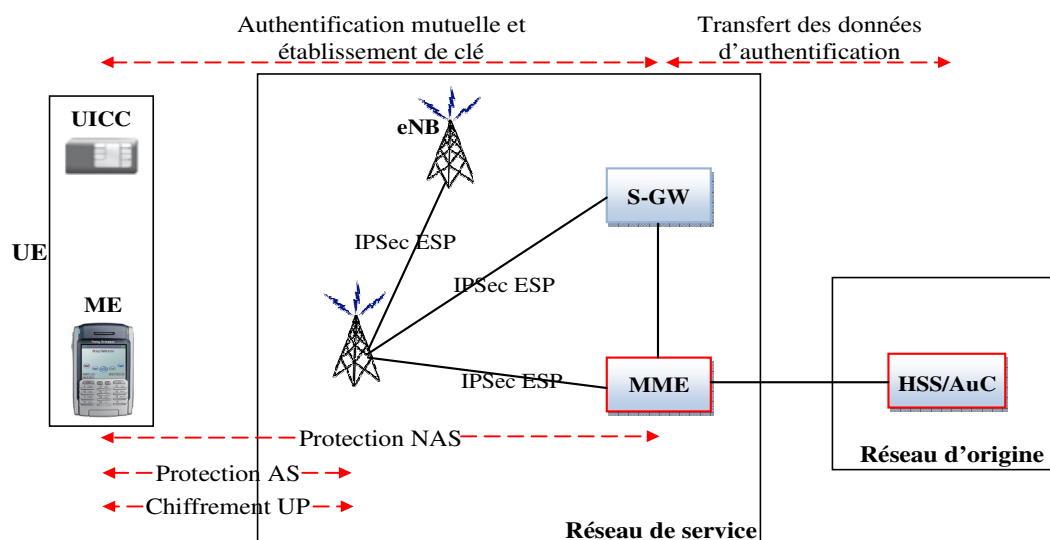 Authentification mutuelle et
établissement de clé
Transfert des données
d'authentification
UICC
eNB
S-GW
IPSec ESP
UE
IPSec ESP
ME
IPSec ESP
MME
HSS/AuC
Protection NAS
Réseau d'origine
Protection AS
Chiffrement UP
Réseau de service